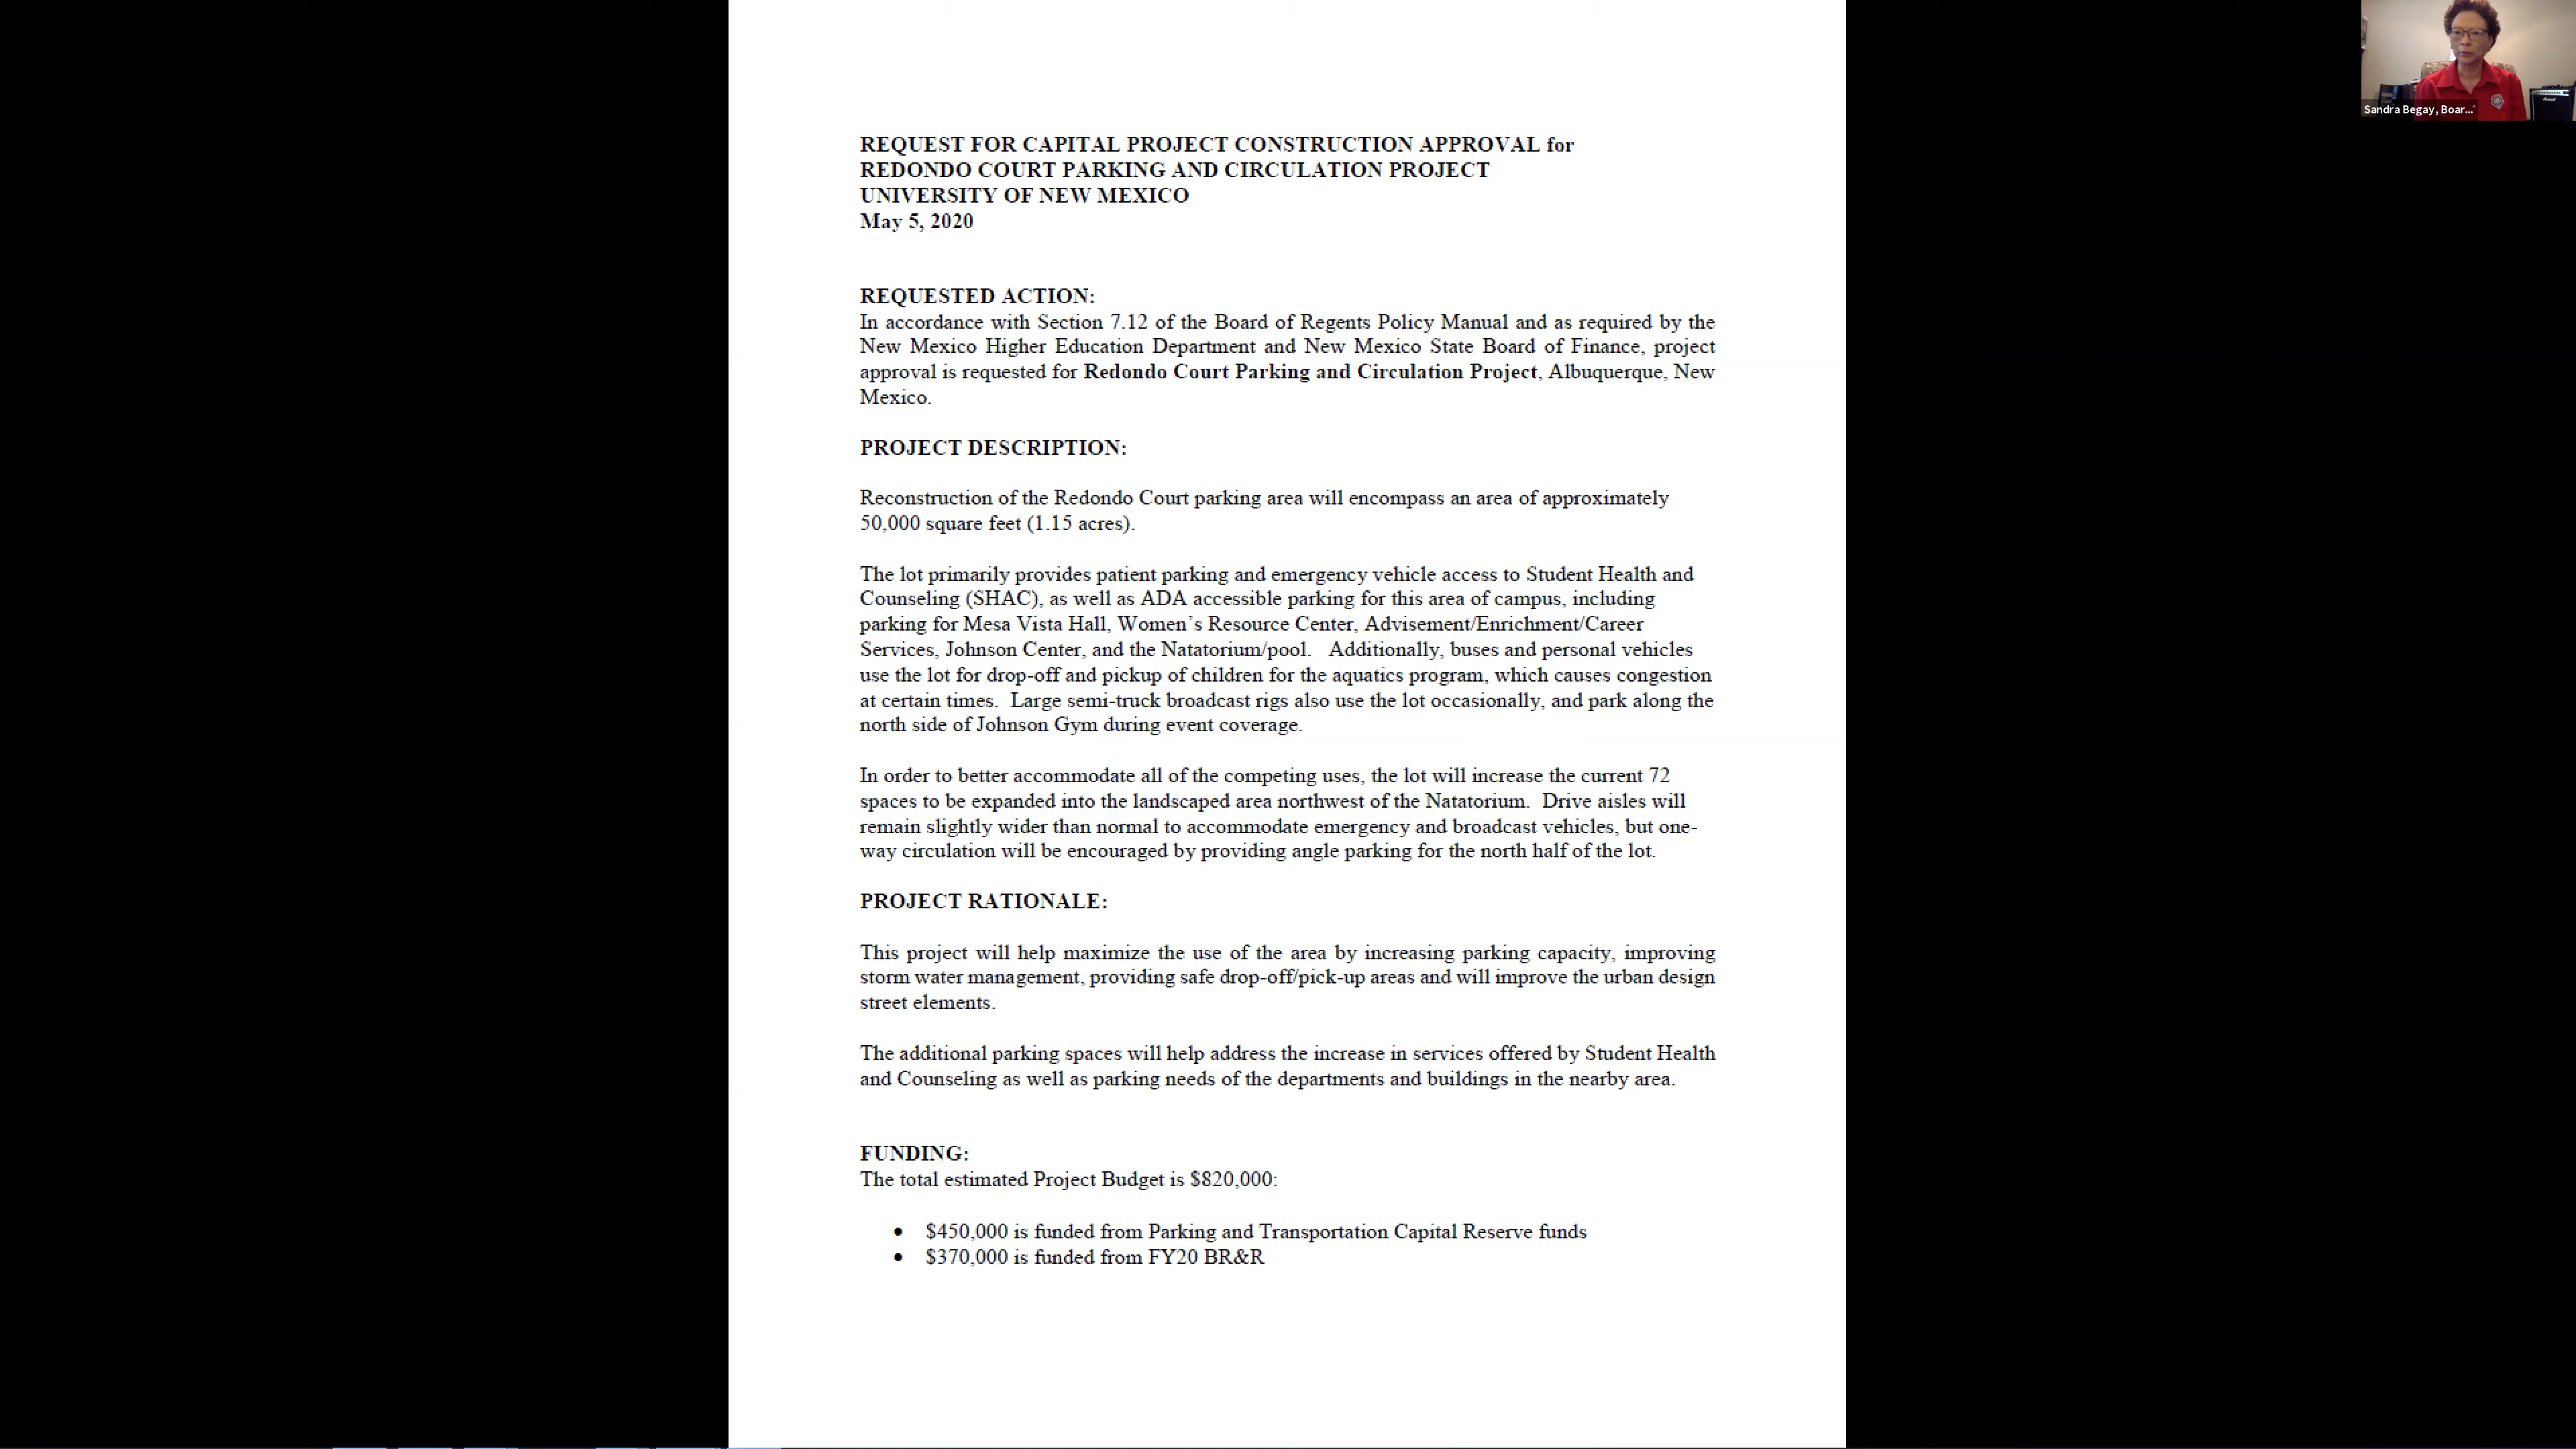 REQUEST FOR CAPITAL PROJECT CONSTRUCTION APPROVAL for
REDONDO COURT PARKING AND CIRCULATION PROJECT
UNIVERSITY OF NEW MEXICO
May 5, 2020
REQUESTED ACTION:
In accordance with Section 7.12 of the Board of Regents Policy Manual and as required by the
New Mexico Higher Education Department and New Mexico State Board of Finance, project
approval is requested for Redondo Court Parking and Circulation Project, Albuquerque, New
Mexico.
PROJECT DESCRIPTION:
Reconstruction of the Redondo Court parking area will encompass an area of approximately
50,000 square feet (1.15 acres).
The lot primarily provides patient parking and emergency vehicle access to Student Health and
Counseling (SHAC), as well as ADA accessible parking for this area of campus, including
parking for Mesa Vista Hall, Women's Resource Center, Advisement/Enrichment/Career
Services, Johnson Center, and the Natatorium/pool.   Additionally, buses and personal vehicles
use the lot for drop-off and pickup of children for the aquatics program, which causes congestion
at certain times.  Large semi-truck broadcast rigs also use the lot occasionally, and park along the
north side of Johnson Gym during event coverage.
In order to better accommodate all of the competing uses, the lot will increase the current 72
spaces to be expanded into the landscaped area northwest of the Natatorium.  Drive aisles will
remain slightly wider than normal to accommodate emergency and broadcast vehicles, but one-
way circulation will be encouraged by providing angle parking for the north half of the lot.
PROJECT RATIONALE:
This project will help maximize the use of the area by increasing parking capacity, improving
storm water management, providing safe drop-off/pick-up areas and will improve the urban design
street elements.
The additional parking spaces will help address the increase in services offered by Student Health
and Counseling as well as parking needs of the departments and buildings in the nearby area.
FUNDING:
The total estimated Project Budget is $820,000:
• $450,000 is funded from Parking and Transportation Capital Reserve funds
• $370,000 is funded from FY20 BR&R
Sandra Begay, Boar...